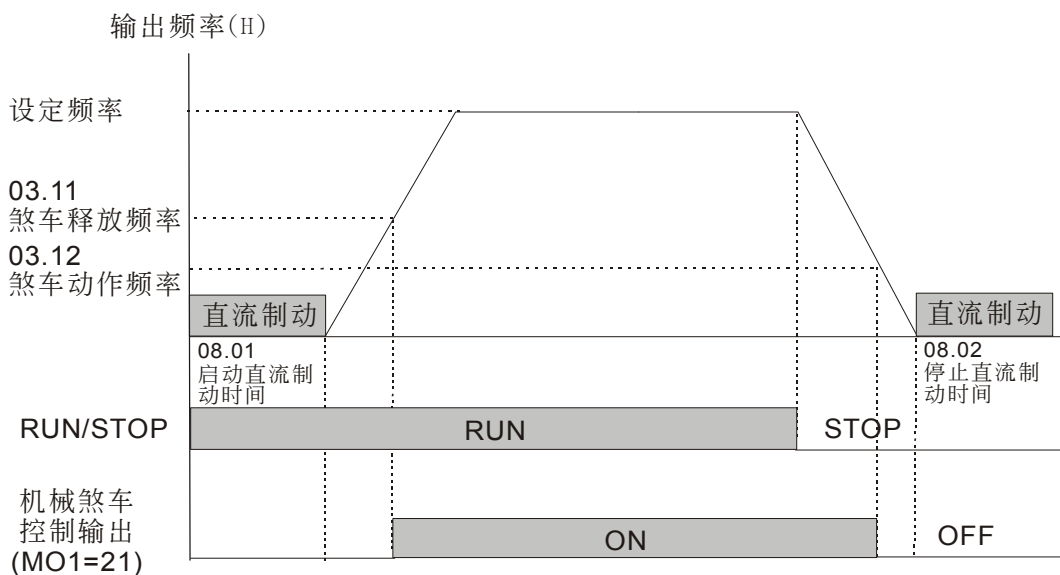 输出频率(H)
设定频率
03.11
煞车释放频率
03.12
煞车动作频率
直流制动
直流制动
08.01
启动直流制
动时间
08.02
停止直流制
动时间
RUN/STOP
RUN
STOP
机械煞车
控制输出
(MO1=21)
ON
OFF